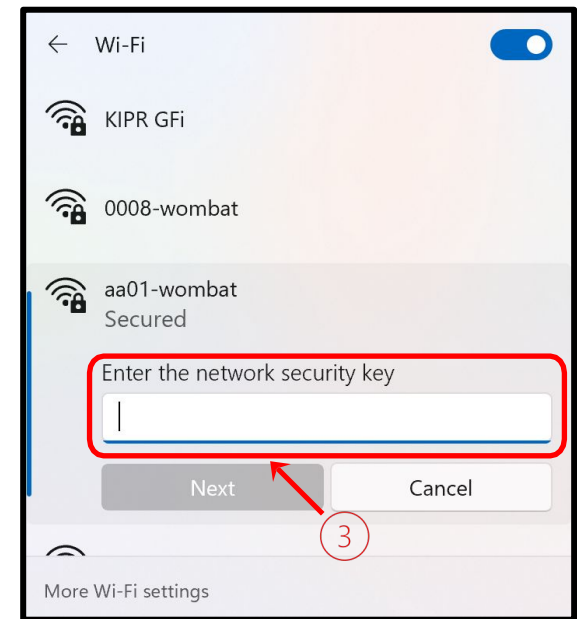 Wi-Fi
KIPR GFi
0008-wombat
aa01-wombat
Secured
Enter the network security key
Next
Cancel
3
More Wi-Fi settings